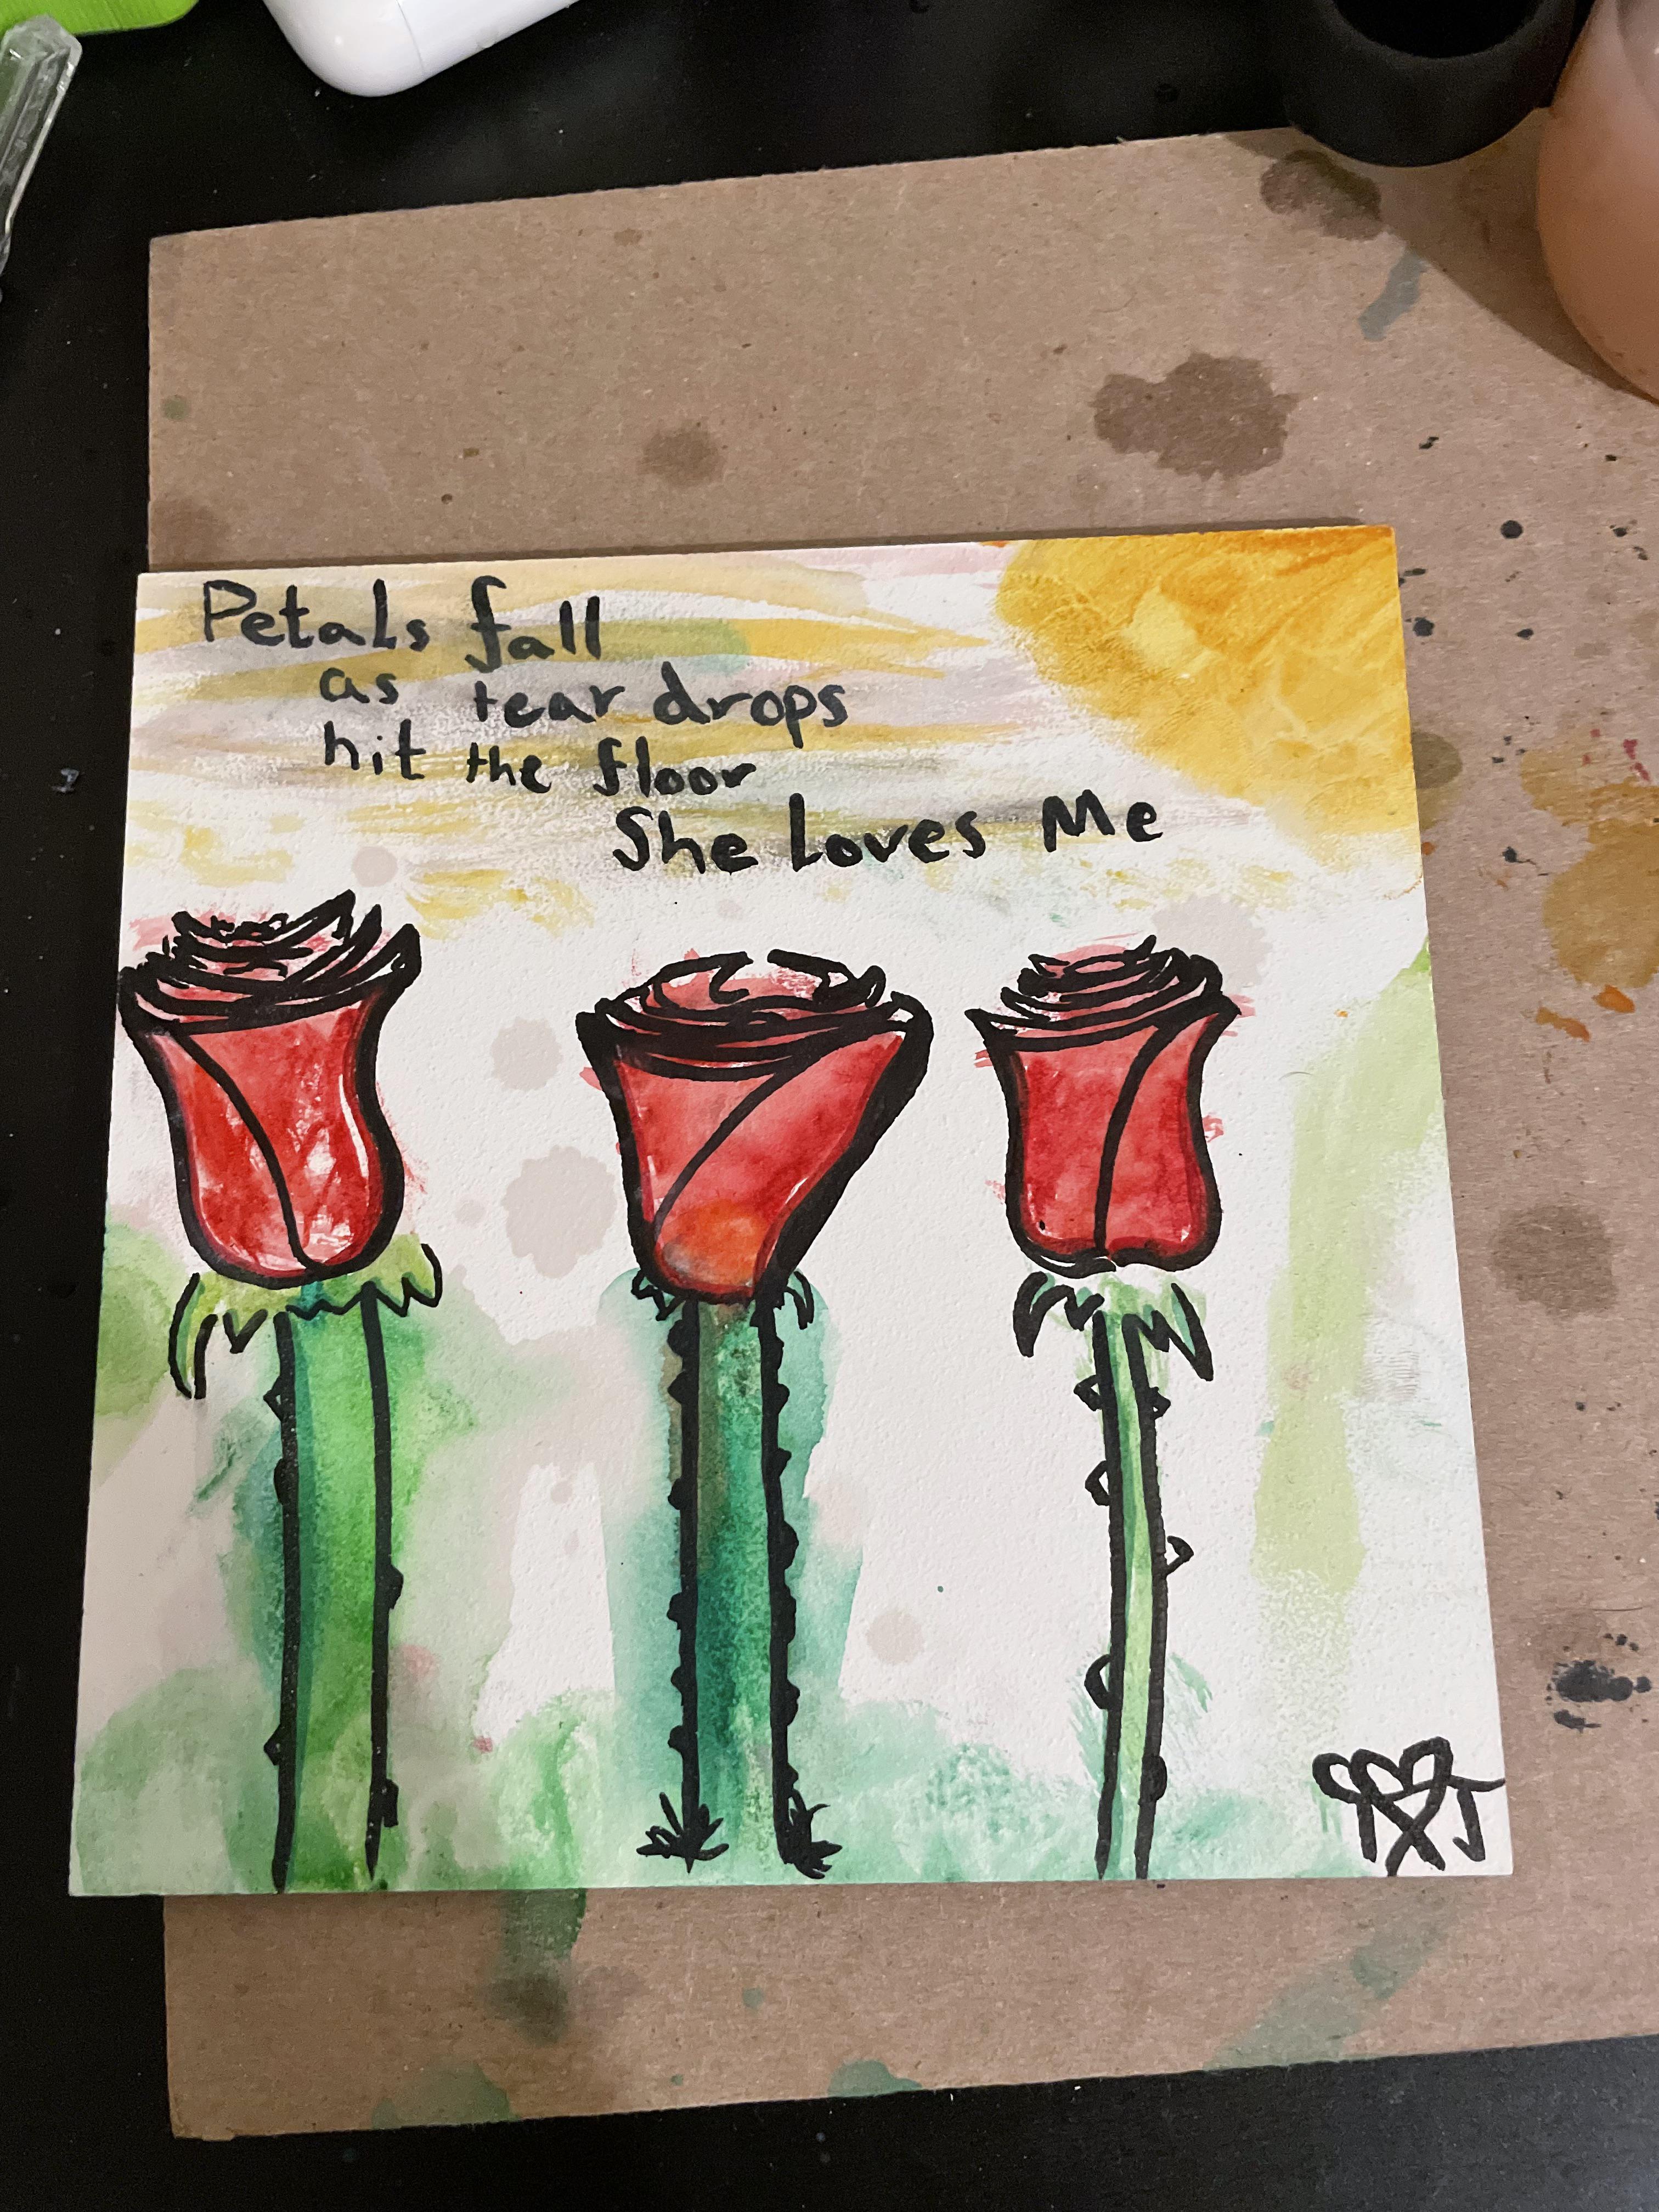 Petals fall
as tear drops
hit the floor
She Loves Me